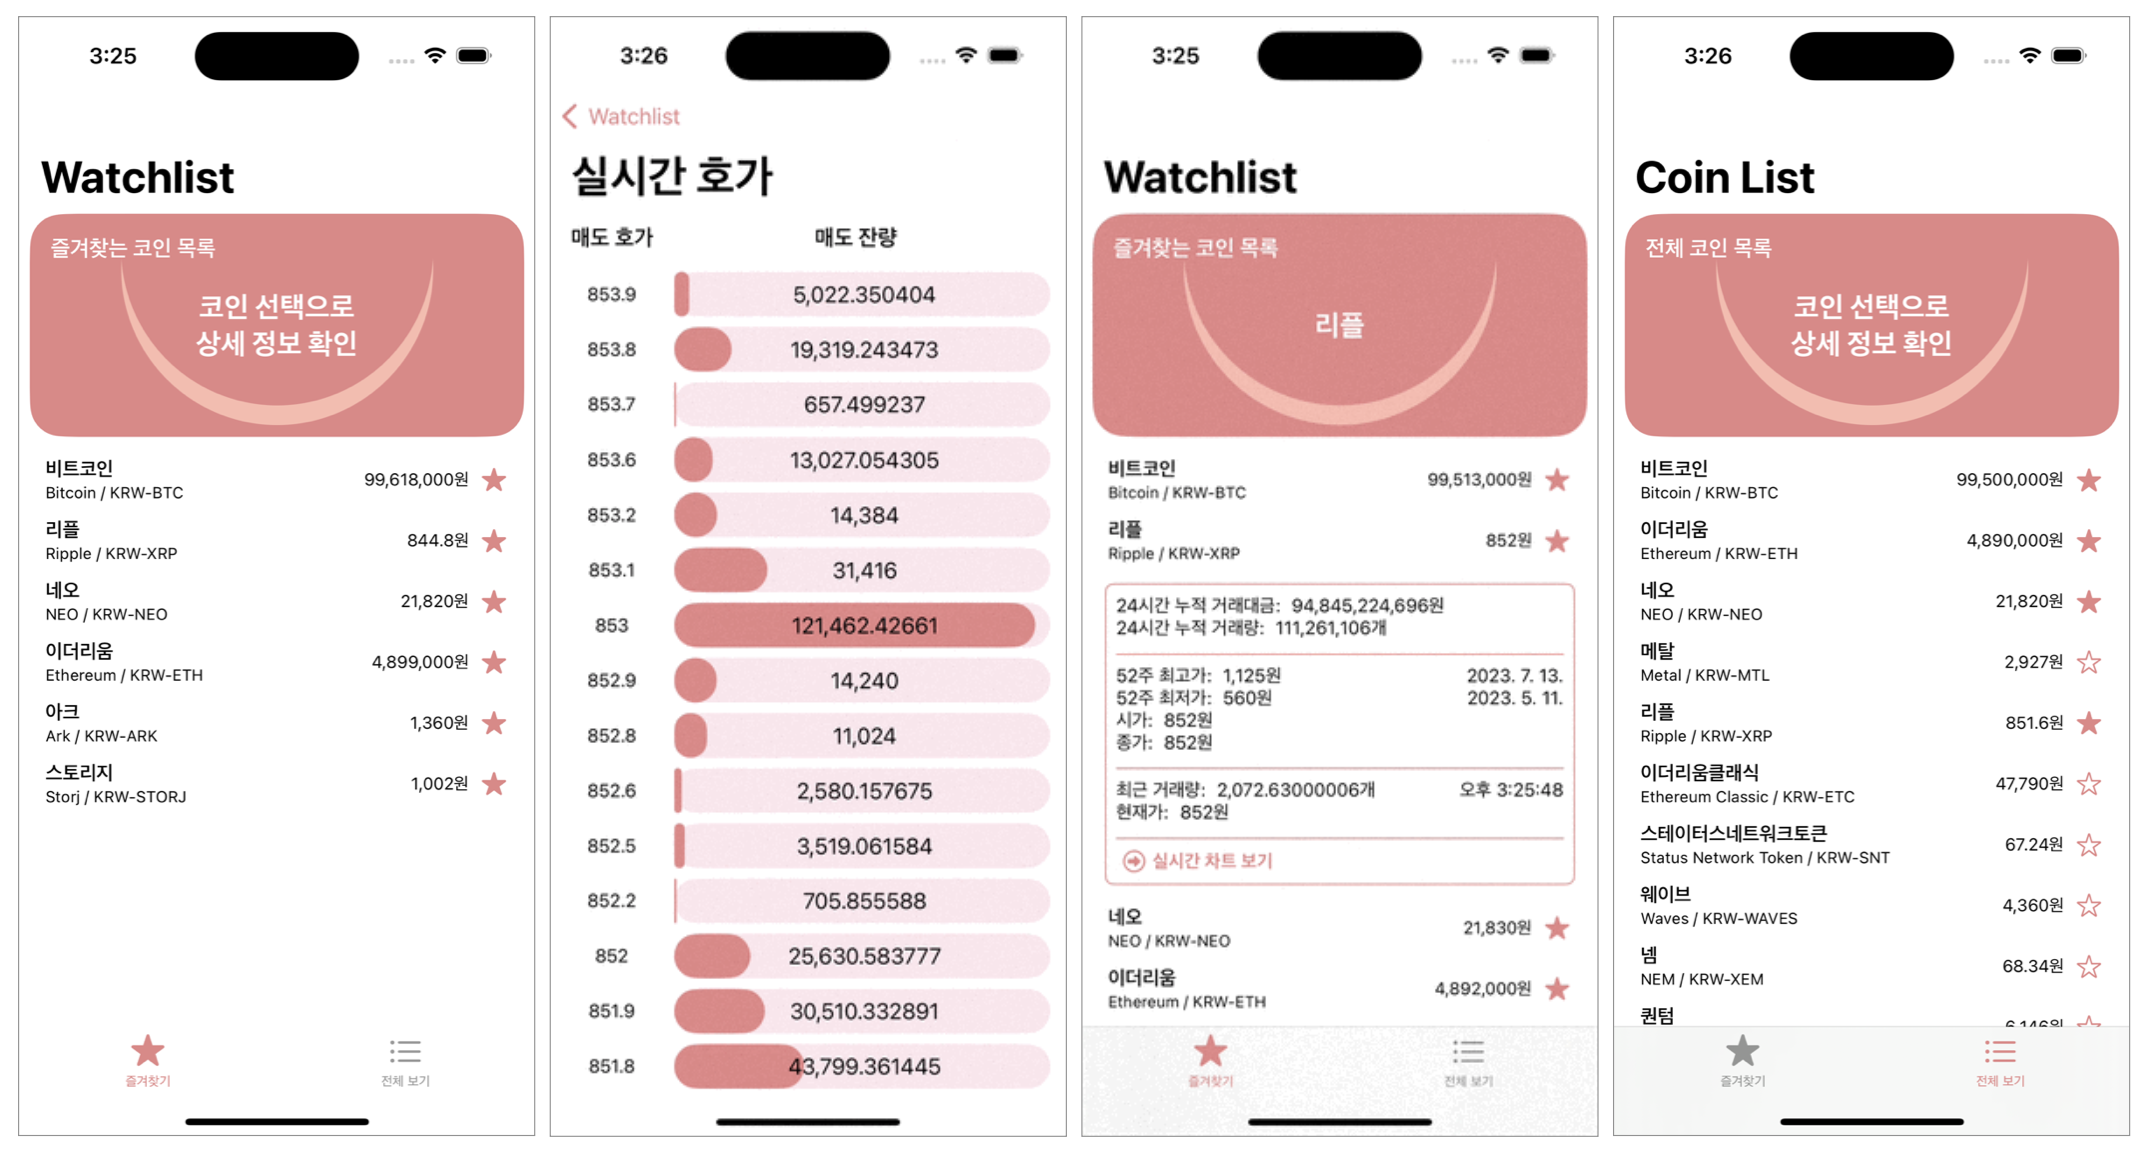 3:25
Watchlist
즐겨찾는 코인 목록
코인 선택으로
상세 정보 확인
비트코인
Bitcoin / KRW-BTC
99,618,000원
리플
Ripple / KRW-XRP
844.8원
네오
NEO / KRW-NEO
21,820원
이더리움
Ethereum / KRW-ETH
4,899,000원
아크
Ark / KRW-ARK
1,360원
스토리지
Storj / KRW-STORJ
1,002원
즐겨찾기
전체 보기
3:26
Watchlist
실시간 호가
매도 호가 매도 잔량
853.9 5,022.350404
853.8 19,319.243473
853.7 657.499237
853.6 13,027.054305
853.2 14,384
853.1 31,416
853 121,462.42661
852.9 14,240
852.8 11,024
852.6 2,580.157675
852.5 3,519.061584
852.2 705.855588
852 25,630.583777
851.9 30,510.332891
851.8 43,799.361445
3:25
Watchlist
즐겨찾는 코인 목록
리플
비트코인
Bitcoin / KRW-BTC
99,513,000원
리플
Ripple / KRW-XRP
852원
24시간 누적 거래대금: 94,845,224,696원
24시간 누적 거래량: 111,261,106개
52주 최고가: 1,125원 2023. 7. 13.
52주 최저가: 560원 2023. 5. 11.
시가: 852원
종가: 852원
최근 거래량: 2,072.63000006개 오후 3:25:48
현재가: 852원
실시간 차트 보기
네오
NEO / KRW-NEO
21,830원
이더리움
Ethereum / KRW-ETH
4,892,000원
즐겨찾기
전체 보기
3:26
Coin List
전체 코인 목록
코인 선택으로
상세 정보 확인
비트코인
Bitcoin / KRW-BTC
99,500,000원
이더리움
Ethereum / KRW-ETH
4,890,000원
네오
NEO / KRW-NEO
21,820원
메탈
Metal / KRW-MTL
2,927원
리플
Ripple / KRW-XRP
851.6원
이더리움클래식
Ethereum Classic / KRW-ETC
47,790원
스테이터스네트워크토큰
Status Network Token / KRW-SNT
67.24원
웨이브
Waves / KRW-WAVES
4,360원
넴
NEM / KRW-XEM
68.34원
퀀텀
즐겨찾기
전체 보기